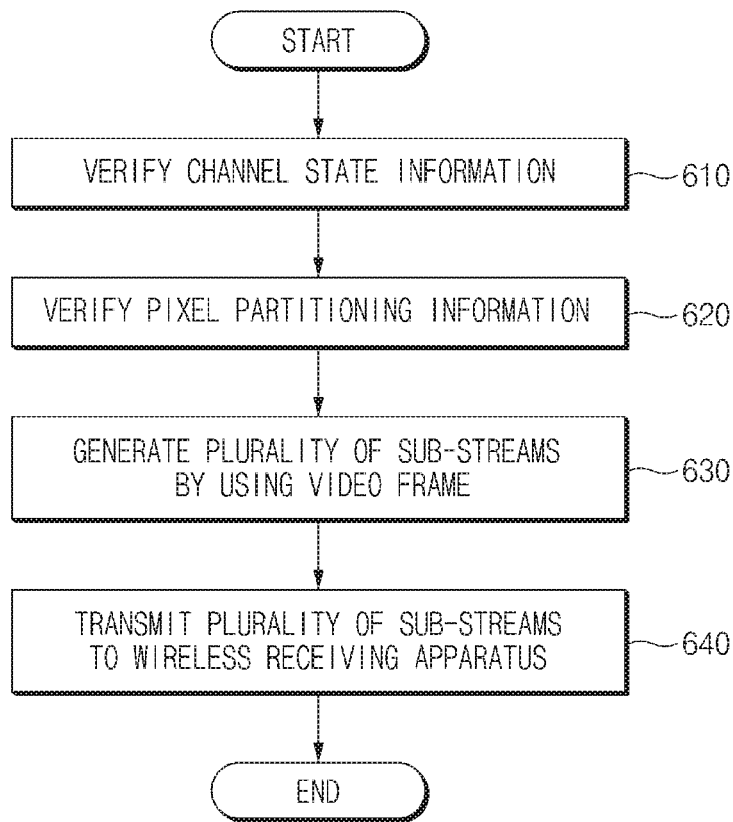 START
VERIFY CHANNEL STATE INFORMATION
610
VERIFY PIXEL PARTITIONING INFORMATION
620
GENERATE PLURALITY OF SUB-STREAMS
BY USING VIDEO FRAME
630
TRANSMIT PLURALITY OF SUB-STREAMS
TO WIRELESS RECEIVING APPARATUS
640
END